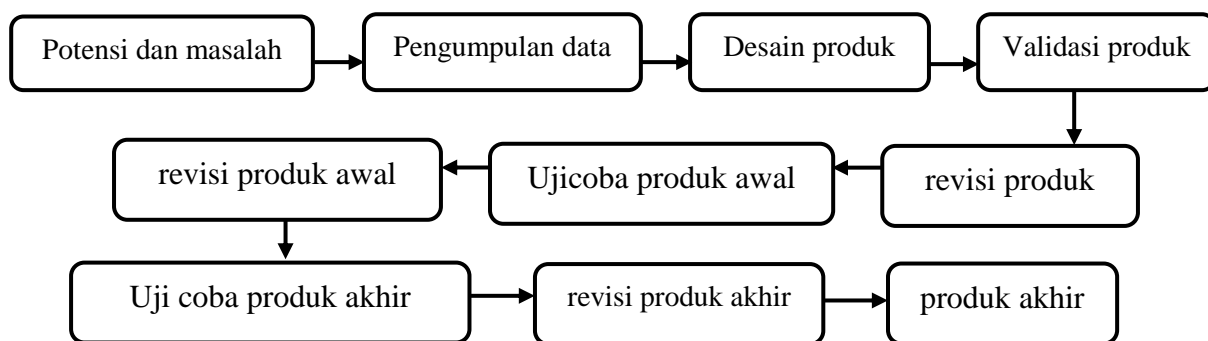 Potensi dan masalah
Pengumpulan data
Desain produk
Validasi produk
revisi produk
Ujicoba produk awal
revisi produk awal
Uji coba produk akhir
revisi produk akhir
produk akhir